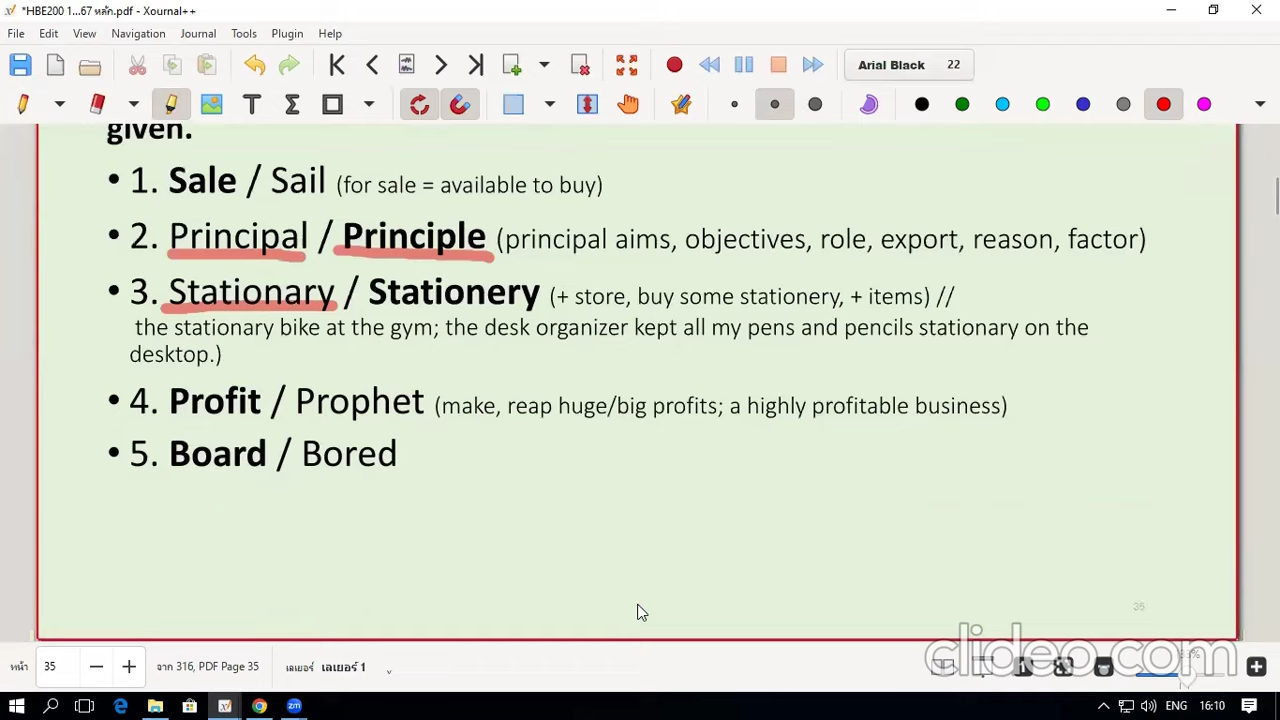 *HBE200 1...67 หลัก.pdf - Xournal++
File Edit View Navigation Journal Tools Plugin Help
Arial Black 22
given.
• 1. Sale / Sail (for sale = available to buy)
• 2. Principal / Principle (principal aims, objectives, role, export, reason, factor)
• 3. Stationary / Stationery (+ store, buy some stationery, + items) //
the stationary bike at the gym; the desk organizer kept all my pens and pencils stationary on the
desktop.)
• 4. Profit / Prophet (make, reap huge/big profits; a highly profitable business)
• 5. Board / Bored
35
หน้า 35 จาก 316, PDF Page 35 เลเยอร์ เลเยอร์ 1
clideo.com
ENG 16:10